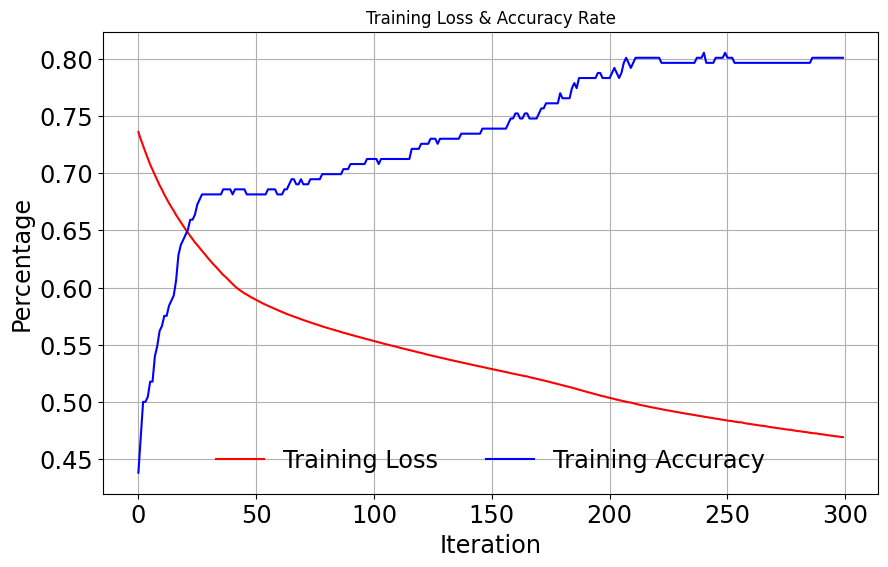 Training Loss & Accuracy Rate
0.80
0.75
0.70
0.65
0.60
0.55
0.50
0.45
Percentage
Training Loss
Training Accuracy
0 50 100 150 200 250 300
Iteration